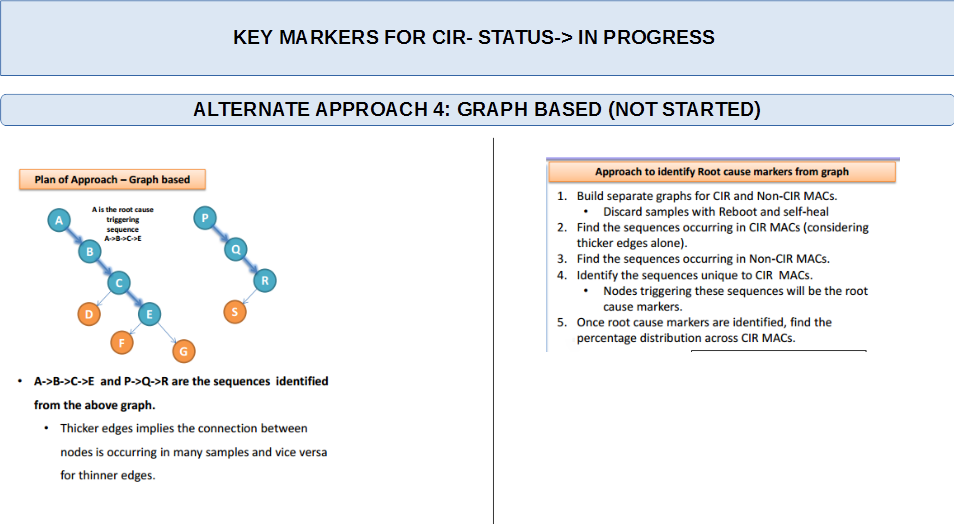 KEY MARKERS FOR CIR- STATUS-> IN PROGRESS
ALTERNATE APPROACH 4: GRAPH BASED (NOT STARTED)
Plan of Approach – Graph based
A is the root cause
triggering
sequence
A->B->C->E
A
B
C
D
E
F
G
P
Q
R
S
• A->B->C->E and P->Q->R are the sequences identified
from the above graph.
• Thicker edges implies the connection between
nodes is occurring in many samples and vice versa
for thinner edges.
Approach to identify Root cause markers from graph
1. Build separate graphs for CIR and Non-CIR MACs.
• Discard samples with Reboot and self-heal
2. Find the sequences occurring in CIR MACs (considering
thicker edges alone).
3. Find the sequences occurring in Non-CIR MACs.
4. Identify the sequences unique to CIR MACs.
• Nodes triggering these sequences will be the root
cause markers.
5. Once root cause markers are identified, find the
percentage distribution across CIR MACs.